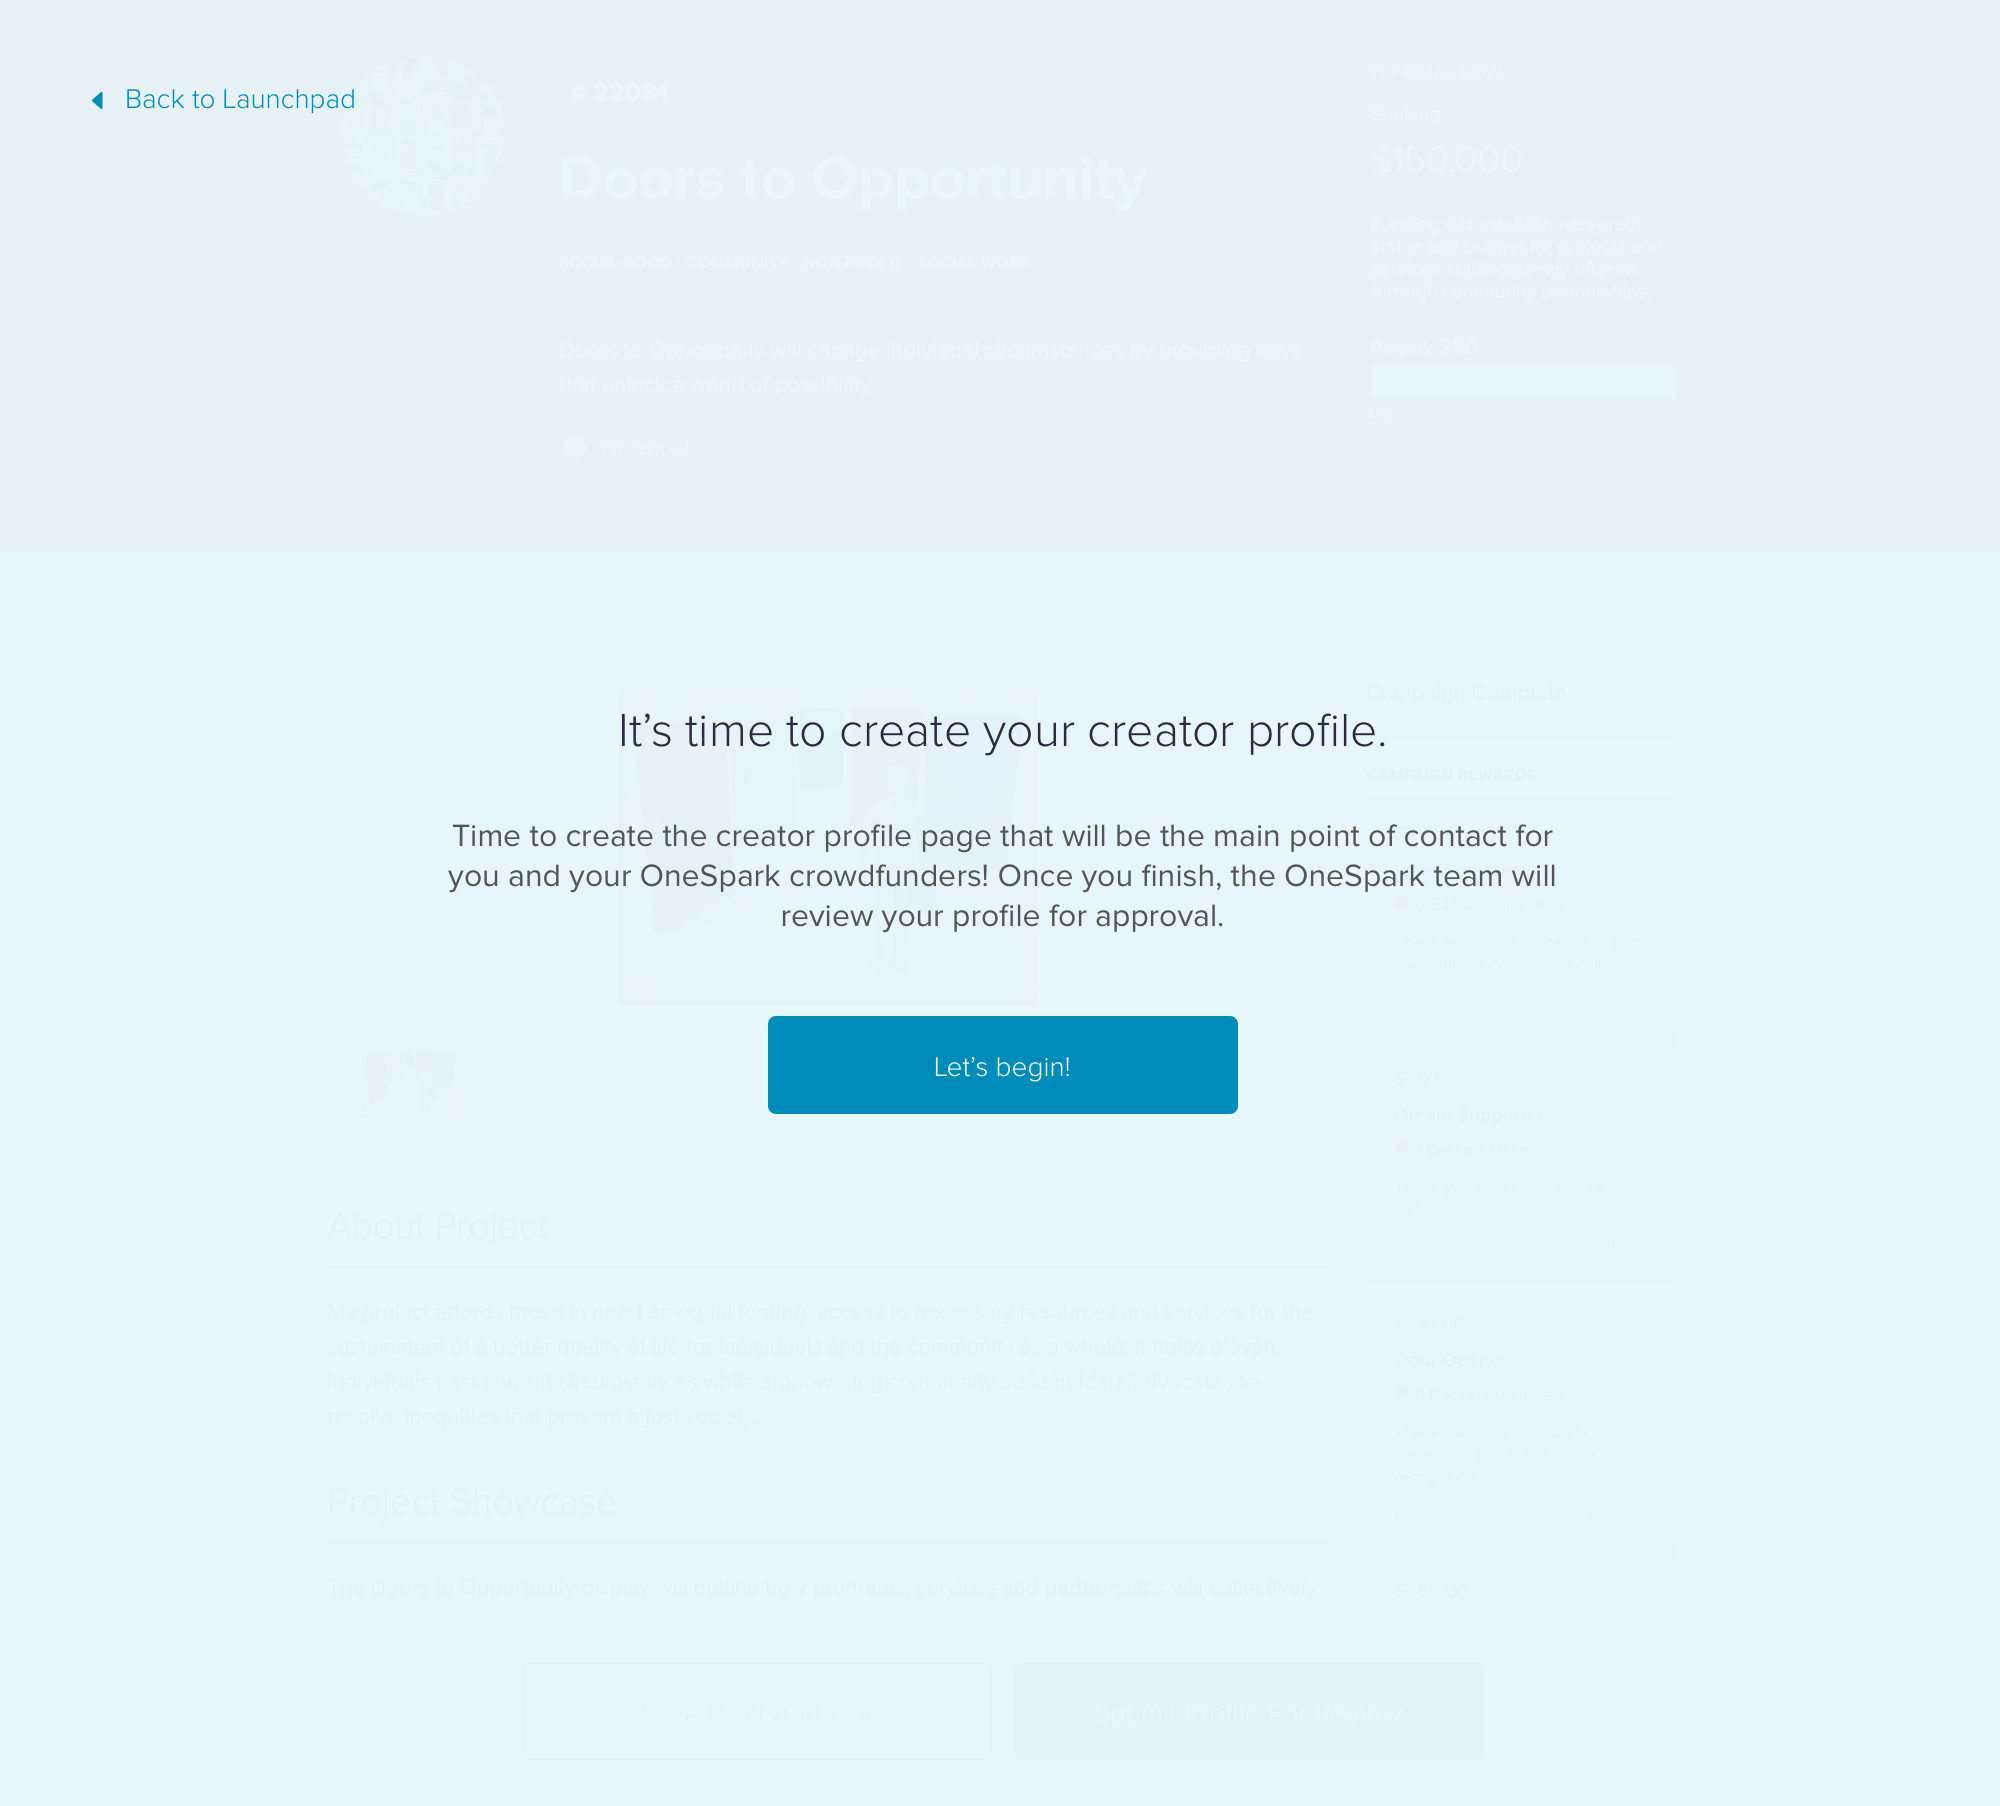 Back to Launchpad
# 22081
Doors to Opportunity
SOCIAL GOOD • COMMUNITY • NON-PROFIT • SOCIAL WORK
Doors to Opportunity will change individual circumstances by providing keys
that unlock a world of possibility.
Facebook
FUNDING GOAL
Seeking
$150,000
Funding will establish non-profit
status and budget for projects and
services collaboratively offered
through community partnerships.
Raised: $80
Campaign Complete
CAMPAIGN REWARDS
It’s time to create your creator profile.
Time to create the creator profile page that will be the main point of contact for
you and your OneSpark crowdfunders! Once you finish, the OneSpark team will
review your profile for approval.
Let’s begin!
0 Backers Unlimited
$50.00
Dream Supporter
1 Backers Unlimited
$100.00
Door Opener
0 Backers Unlimited
$250.00
About Project
My project affords those in need an equal footing; access to necessary resources and services for the
sustainment of a better quality of life for individuals and the community as a whole; it helps elevate
individuals past current circumstances while empowering community stakeholders/advocates to
resolve inequities that prevent a just society.
Project Showcase
The Doors to Opportunity display will outline how programs, services and partnerships will collectively
Save Draft And Exit
Submit Profile For Review